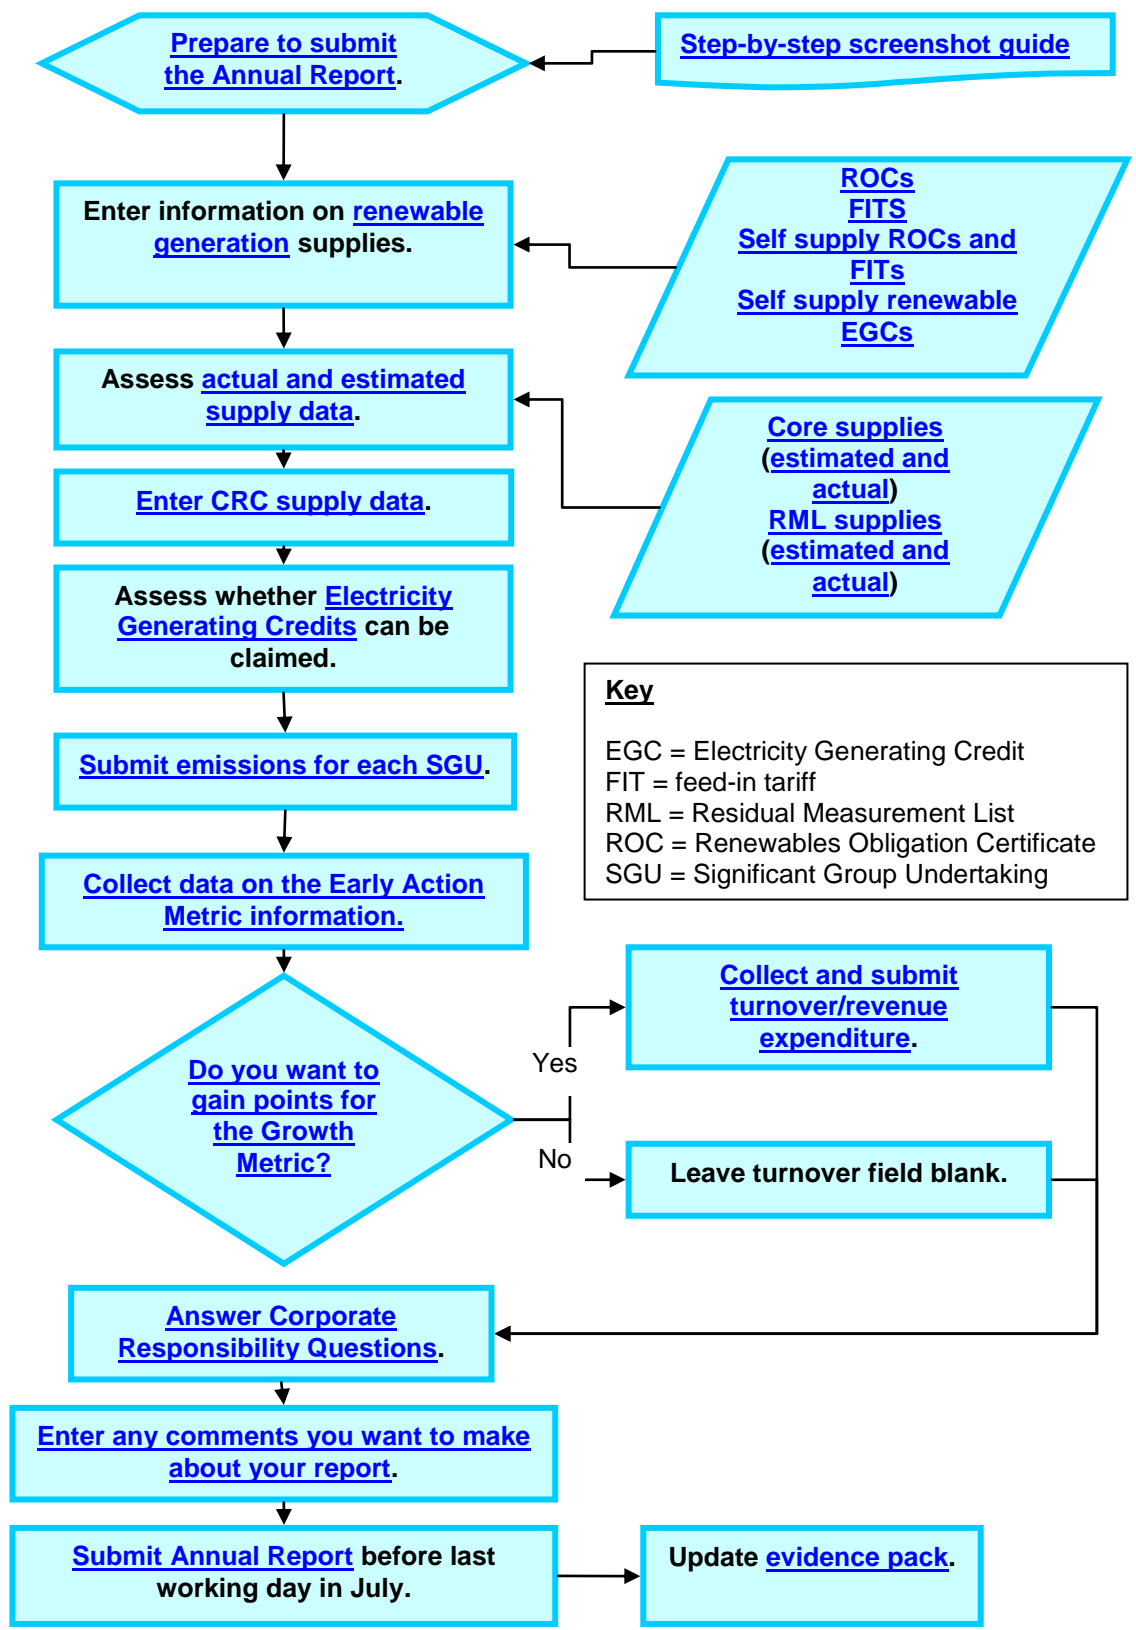 Prepare to submit
the Annual Report.
Step-by-step screenshot guide
Enter information on renewable
generation supplies.
ROCs
FITS
Self supply ROCs and
FITs
Self supply renewable
EGCs
Assess actual and estimated
supply data.
Core supplies
(estimated and
actual)
RML supplies
(estimated and
actual)
Enter CRC supply data.
Assess whether Electricity
Generating Credits can be
claimed.
Key
EGC = Electricity Generating Credit
FIT = feed-in tariff
RML = Residual Measurement List
ROC = Renewables Obligation Certificate
SGU = Significant Group Undertaking
Submit emissions for each SGU.
Collect data on the Early Action
Metric information.
Do you want to
gain points for
the Growth
Metric?
Yes
Collect and submit
turnover/revenue
expenditure.
No
Leave turnover field blank.
Answer Corporate
Responsibility Questions.
Enter any comments you want to make
about your report.
Submit Annual Report before last
working day in July.
Update evidence pack.